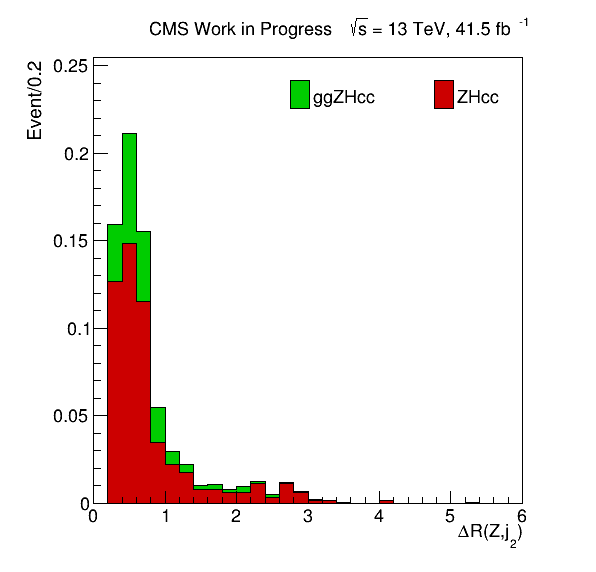 CMS Work in Progress √s = 13 TeV, 41.5 fb⁻¹
Event/0.2
ggZHcc ZHcc
0.25
0.2
0.15
0.1
0.05
0
0 1 2 3 4 5 6
ΔR(Z,j₂)